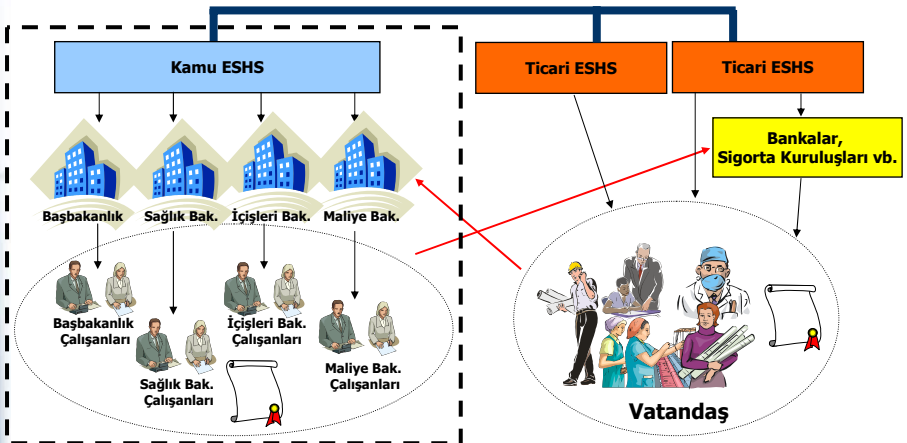 Kamu ESHS
Ticari ESHS
Ticari ESHS
Bankalar,
Sigorta Kuruluşları vb.
Başbakanlık
Sağlık Bak.
İçişleri Bak.
Maliye Bak.
Başbakanlık
Çalışanları
İçişleri Bak.
Çalışanları
Sağlık Bak.
Çalışanları
Maliye Bak.
Çalışanları
Vatandaş